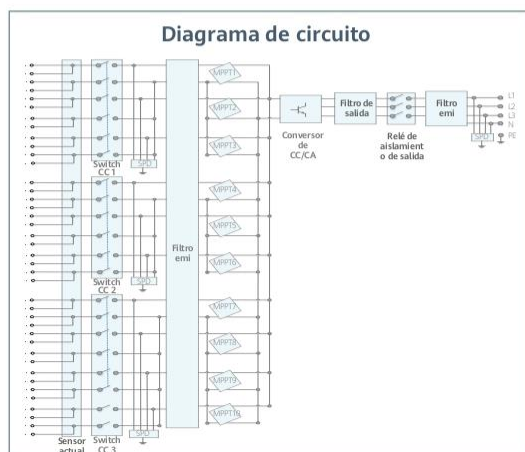 Diagrama de circuito
MPPT1
MPPT2
MPPT3
SPD
Switch
CC 1
MPPT4
MPPT5
MPPT6
SPD
Switch
CC 2
Filtro
emi
MPPT7
MPPT8
MPPT9
MPPT10
SPD
Sensor
actual
Switch
CC 3
Conversor
de
CC/CA
Filtro de
salida
Relé de
aislamient
o de salida
Filtro
emi
L1
L2
L3
N
PE
SPD